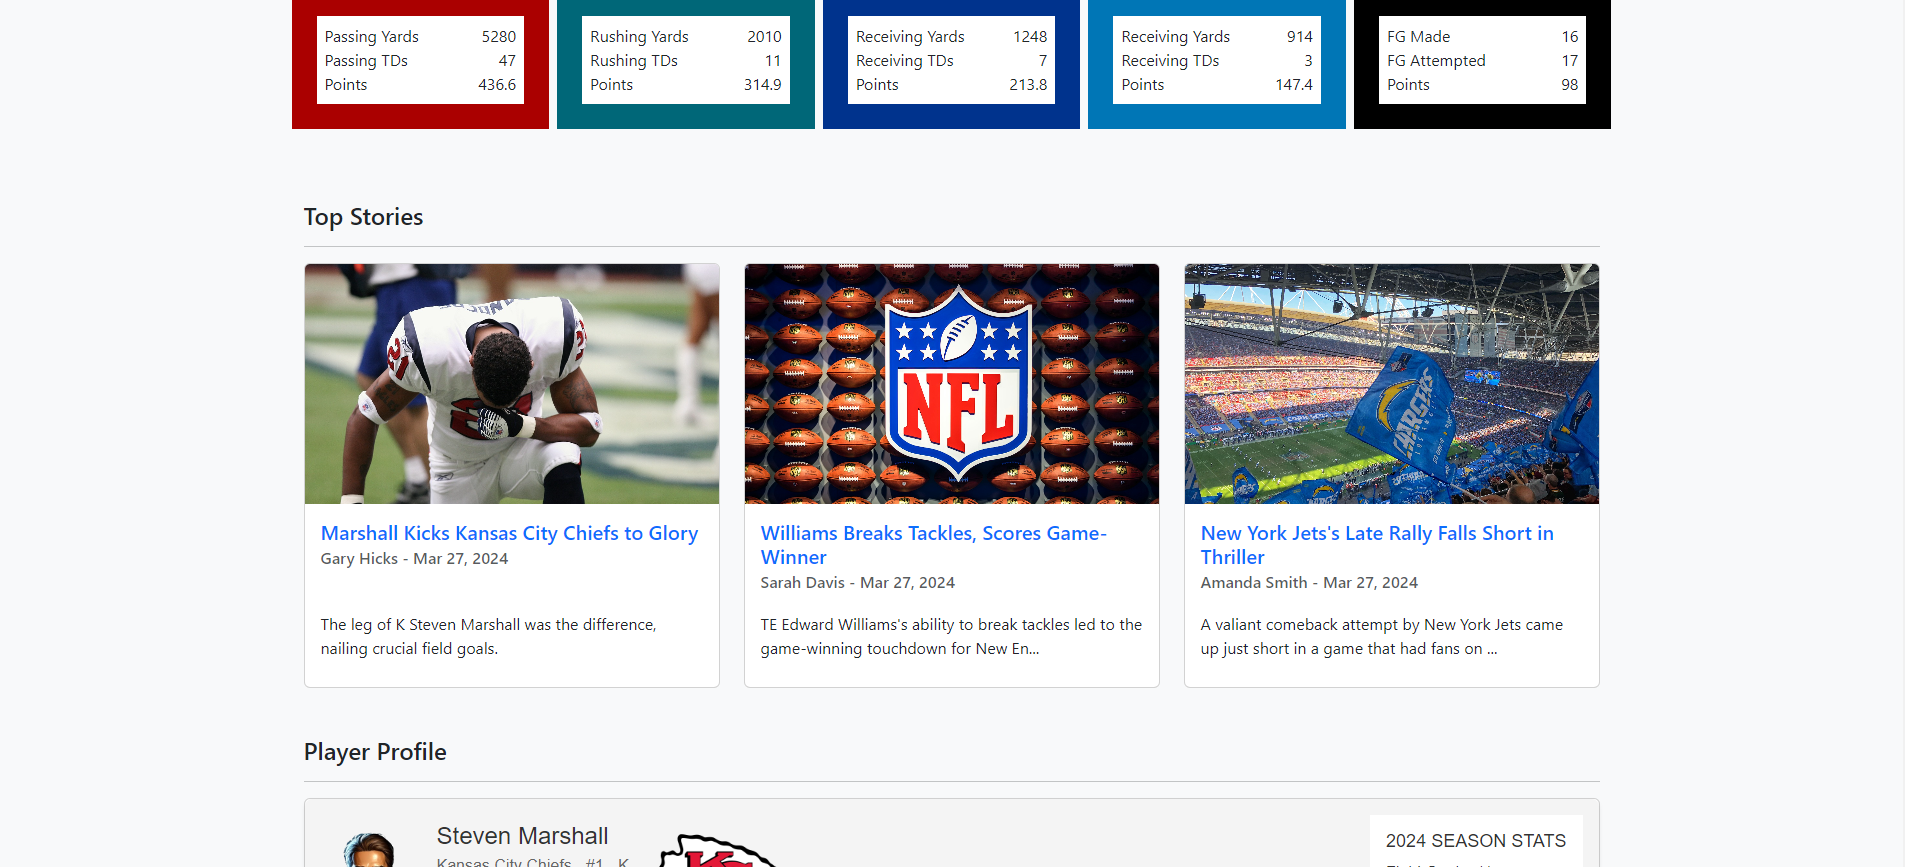 Passing Yards 5280
Passing TDs 47
Points 436.6
Rushing Yards 2010
Rushing TDs 11
Points 314.9
Receiving Yards 1248
Receiving TDs 7
Points 213.8
Receiving Yards 914
Receiving TDs 3
Points 147.4
FG Made 16
FG Attempted 17
Points 98
Top Stories
NFL
CHARGERS
Marshall Kicks Kansas City Chiefs to Glory
Gary Hicks - Mar 27, 2024
The leg of K Steven Marshall was the difference,
nailing crucial field goals.
Williams Breaks Tackles, Scores Game-
Winner
Sarah Davis - Mar 27, 2024
TE Edward Williams's ability to break tackles led to the
game-winning touchdown for New En...
New York Jets's Late Rally Falls Short in
Thriller
Amanda Smith - Mar 27, 2024
A valiant comeback attempt by New York Jets came
up just short in a game that had fans on ...
Player Profile
Steven Marshall
Kansas City Chiefs #1 K
2024 SEASON STATS